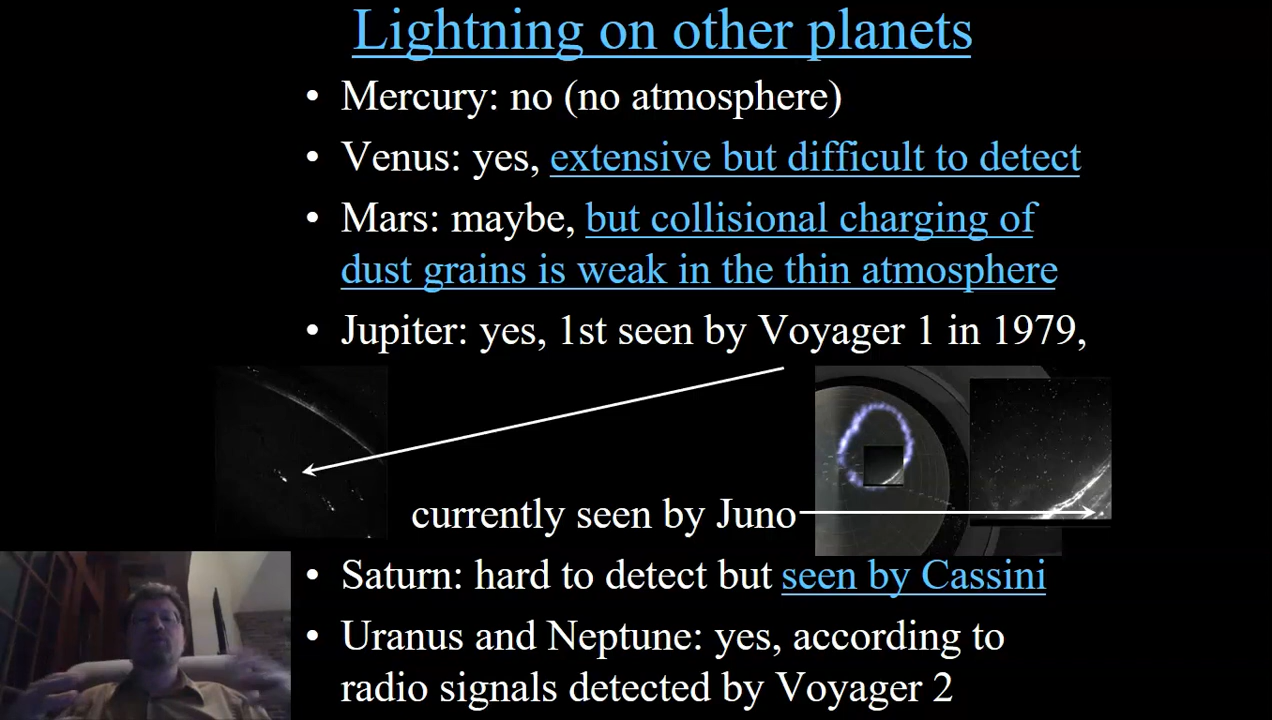 Lightning on other planets
• Mercury: no (no atmosphere)
• Venus: yes, extensive but difficult to detect
• Mars: maybe, but collisional charging of
dust grains is weak in the thin atmosphere
• Jupiter: yes, 1st seen by Voyager 1 in 1979,
currently seen by Juno
• Saturn: hard to detect but seen by Cassini
• Uranus and Neptune: yes, according to
radio signals detected by Voyager 2